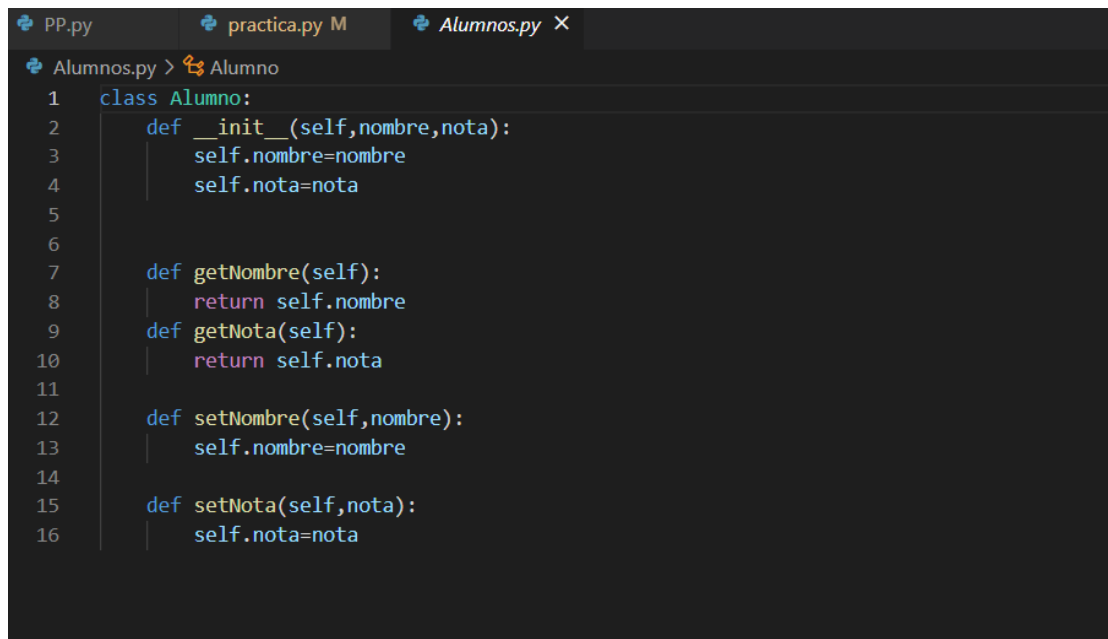 PP.py practica.py M Alumnos.py
Alumnos.py > Alumno
1 class Alumno:
2     def __init__(self,nombre,nota):
3         self.nombre=nombre
4         self.nota=nota
5
6
7     def getNombre(self):
8         return self.nombre
9     def getNota(self):
10         return self.nota
11
12     def setNombre(self,nombre):
13         self.nombre=nombre
14
15     def setNota(self,nota):
16         self.nota=nota